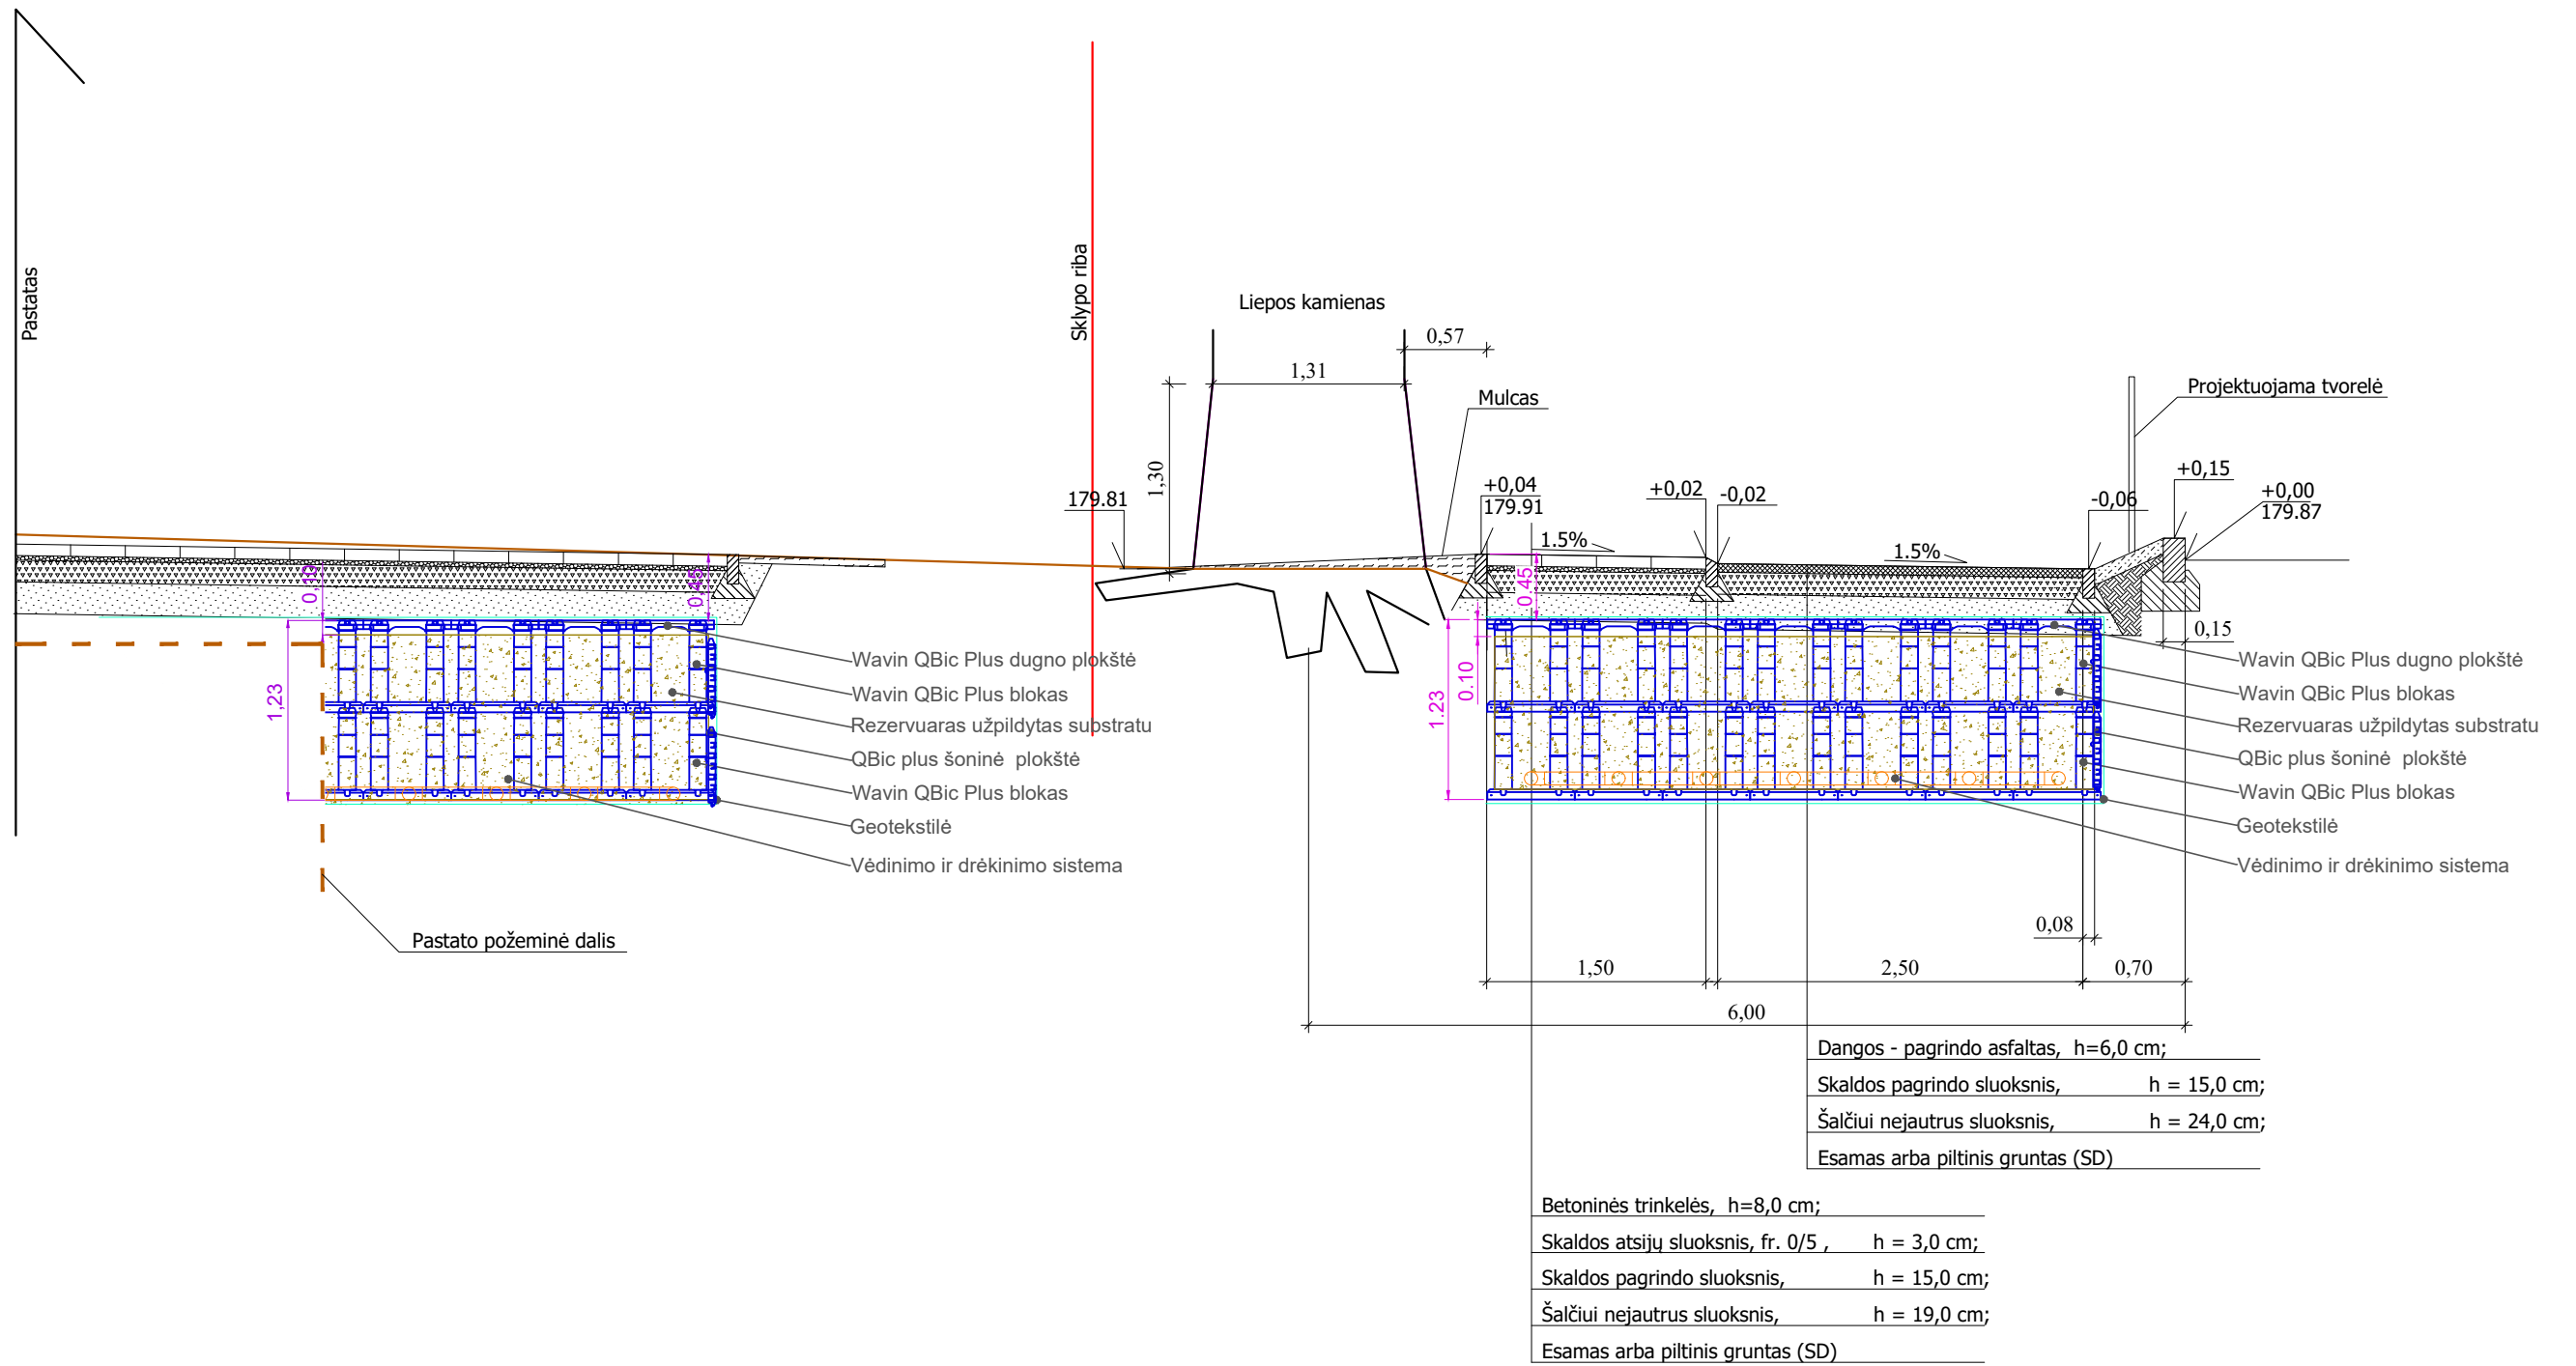 Pastatas
Sklypo riba
Liepos kamienas
0,57
1,31
Mulcas
Projektuojama tvorelė
1,30
179.81
+0,04
179.91
+0,02
-0,02
-0,06
+0,15
+0,00
179.87
1.5%
1.5%
0,10
0,45
0.45
0,15
1,23
1.23
0.10
Wavin QBic Plus dugno plokštė
Wavin QBic Plus blokas
Rezervuaras užpildytas substratu
QBic plus šoninė plokštė
Wavin QBic Plus blokas
Geotekstilė
Vėdinimo ir drėkinimo sistema
Wavin QBic Plus dugno plokštė
Wavin QBic Plus blokas
Rezervuaras užpildytas substratu
QBic plus šoninė plokštė
Wavin QBic Plus blokas
Geotekstilė
Vėdinimo ir drėkinimo sistema
Pastato požeminė dalis
0,08
1,50
2,50
0,70
6,00
Dangos - pagrindo asfaltas, h=6,0 cm;
Skaldos pagrindo sluoksnis, h = 15,0 cm;
Šalčiui nejautrus sluoksnis, h = 24,0 cm;
Esamas arba piltinis gruntas (SD)
Betoninės trinkelės, h=8,0 cm;
Skaldos atsijų sluoksnis, fr. 0/5 , h = 3,0 cm;
Skaldos pagrindo sluoksnis, h = 15,0 cm;
Šalčiui nejautrus sluoksnis, h = 19,0 cm;
Esamas arba piltinis gruntas (SD)